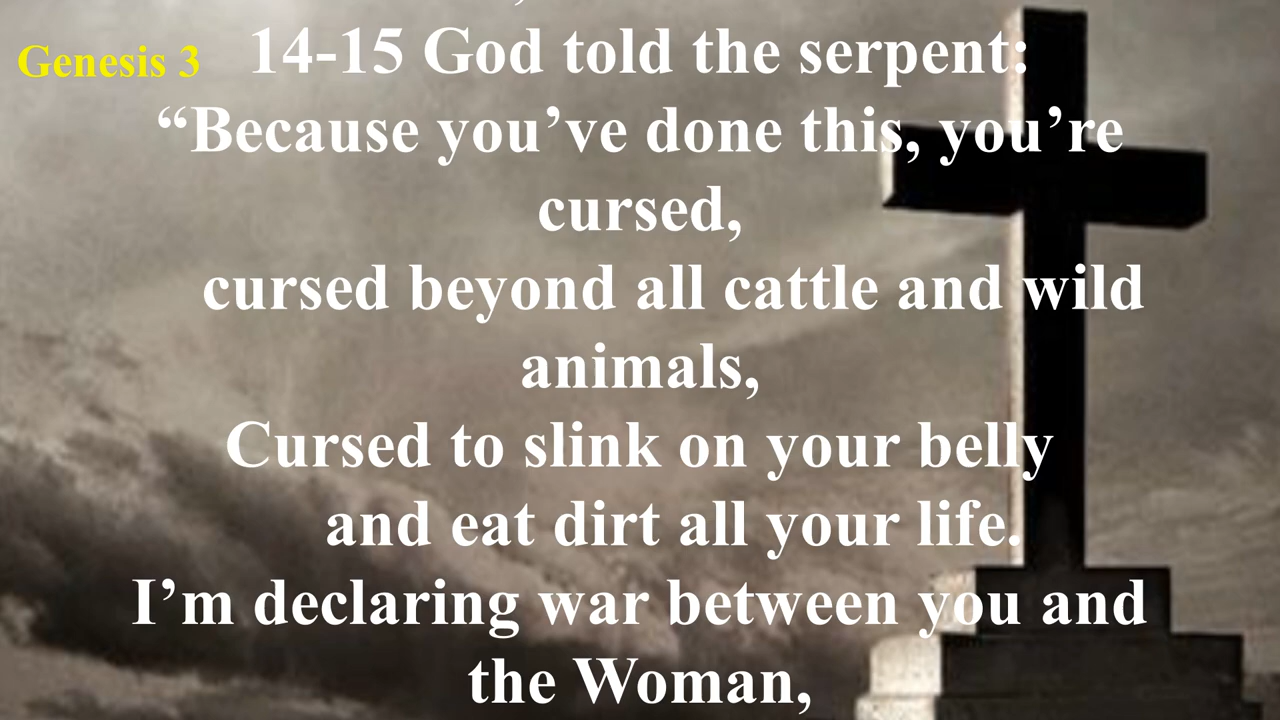 Genesis 3
14-15 God told the serpent:
“Because you’ve done this, you’re
cursed,
cursed beyond all cattle and wild
animals,
Cursed to slink on your belly
and eat dirt all your life.
I’m declaring war between you and
the Woman,